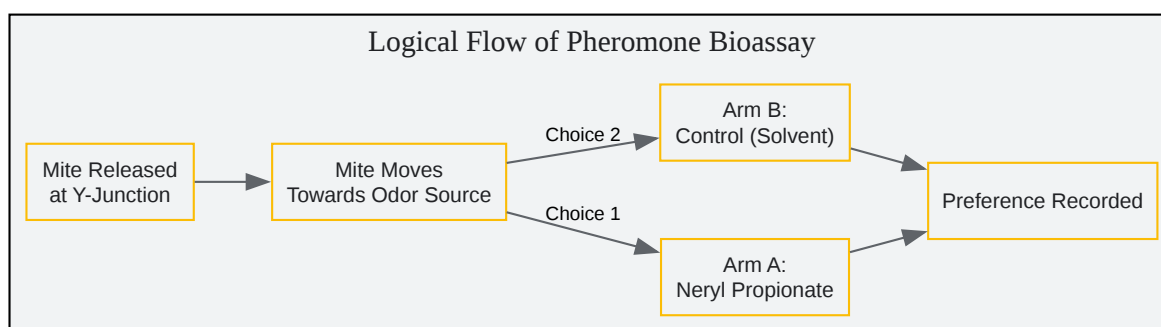 Logical Flow of Pheromone Bioassay
Mite Released
at Y-Junction
Mite Moves
Towards Odor Source
Choice 2
Choice 1
Arm B:
Control (Solvent)
Arm A:
Neryl Propionate
Preference Recorded